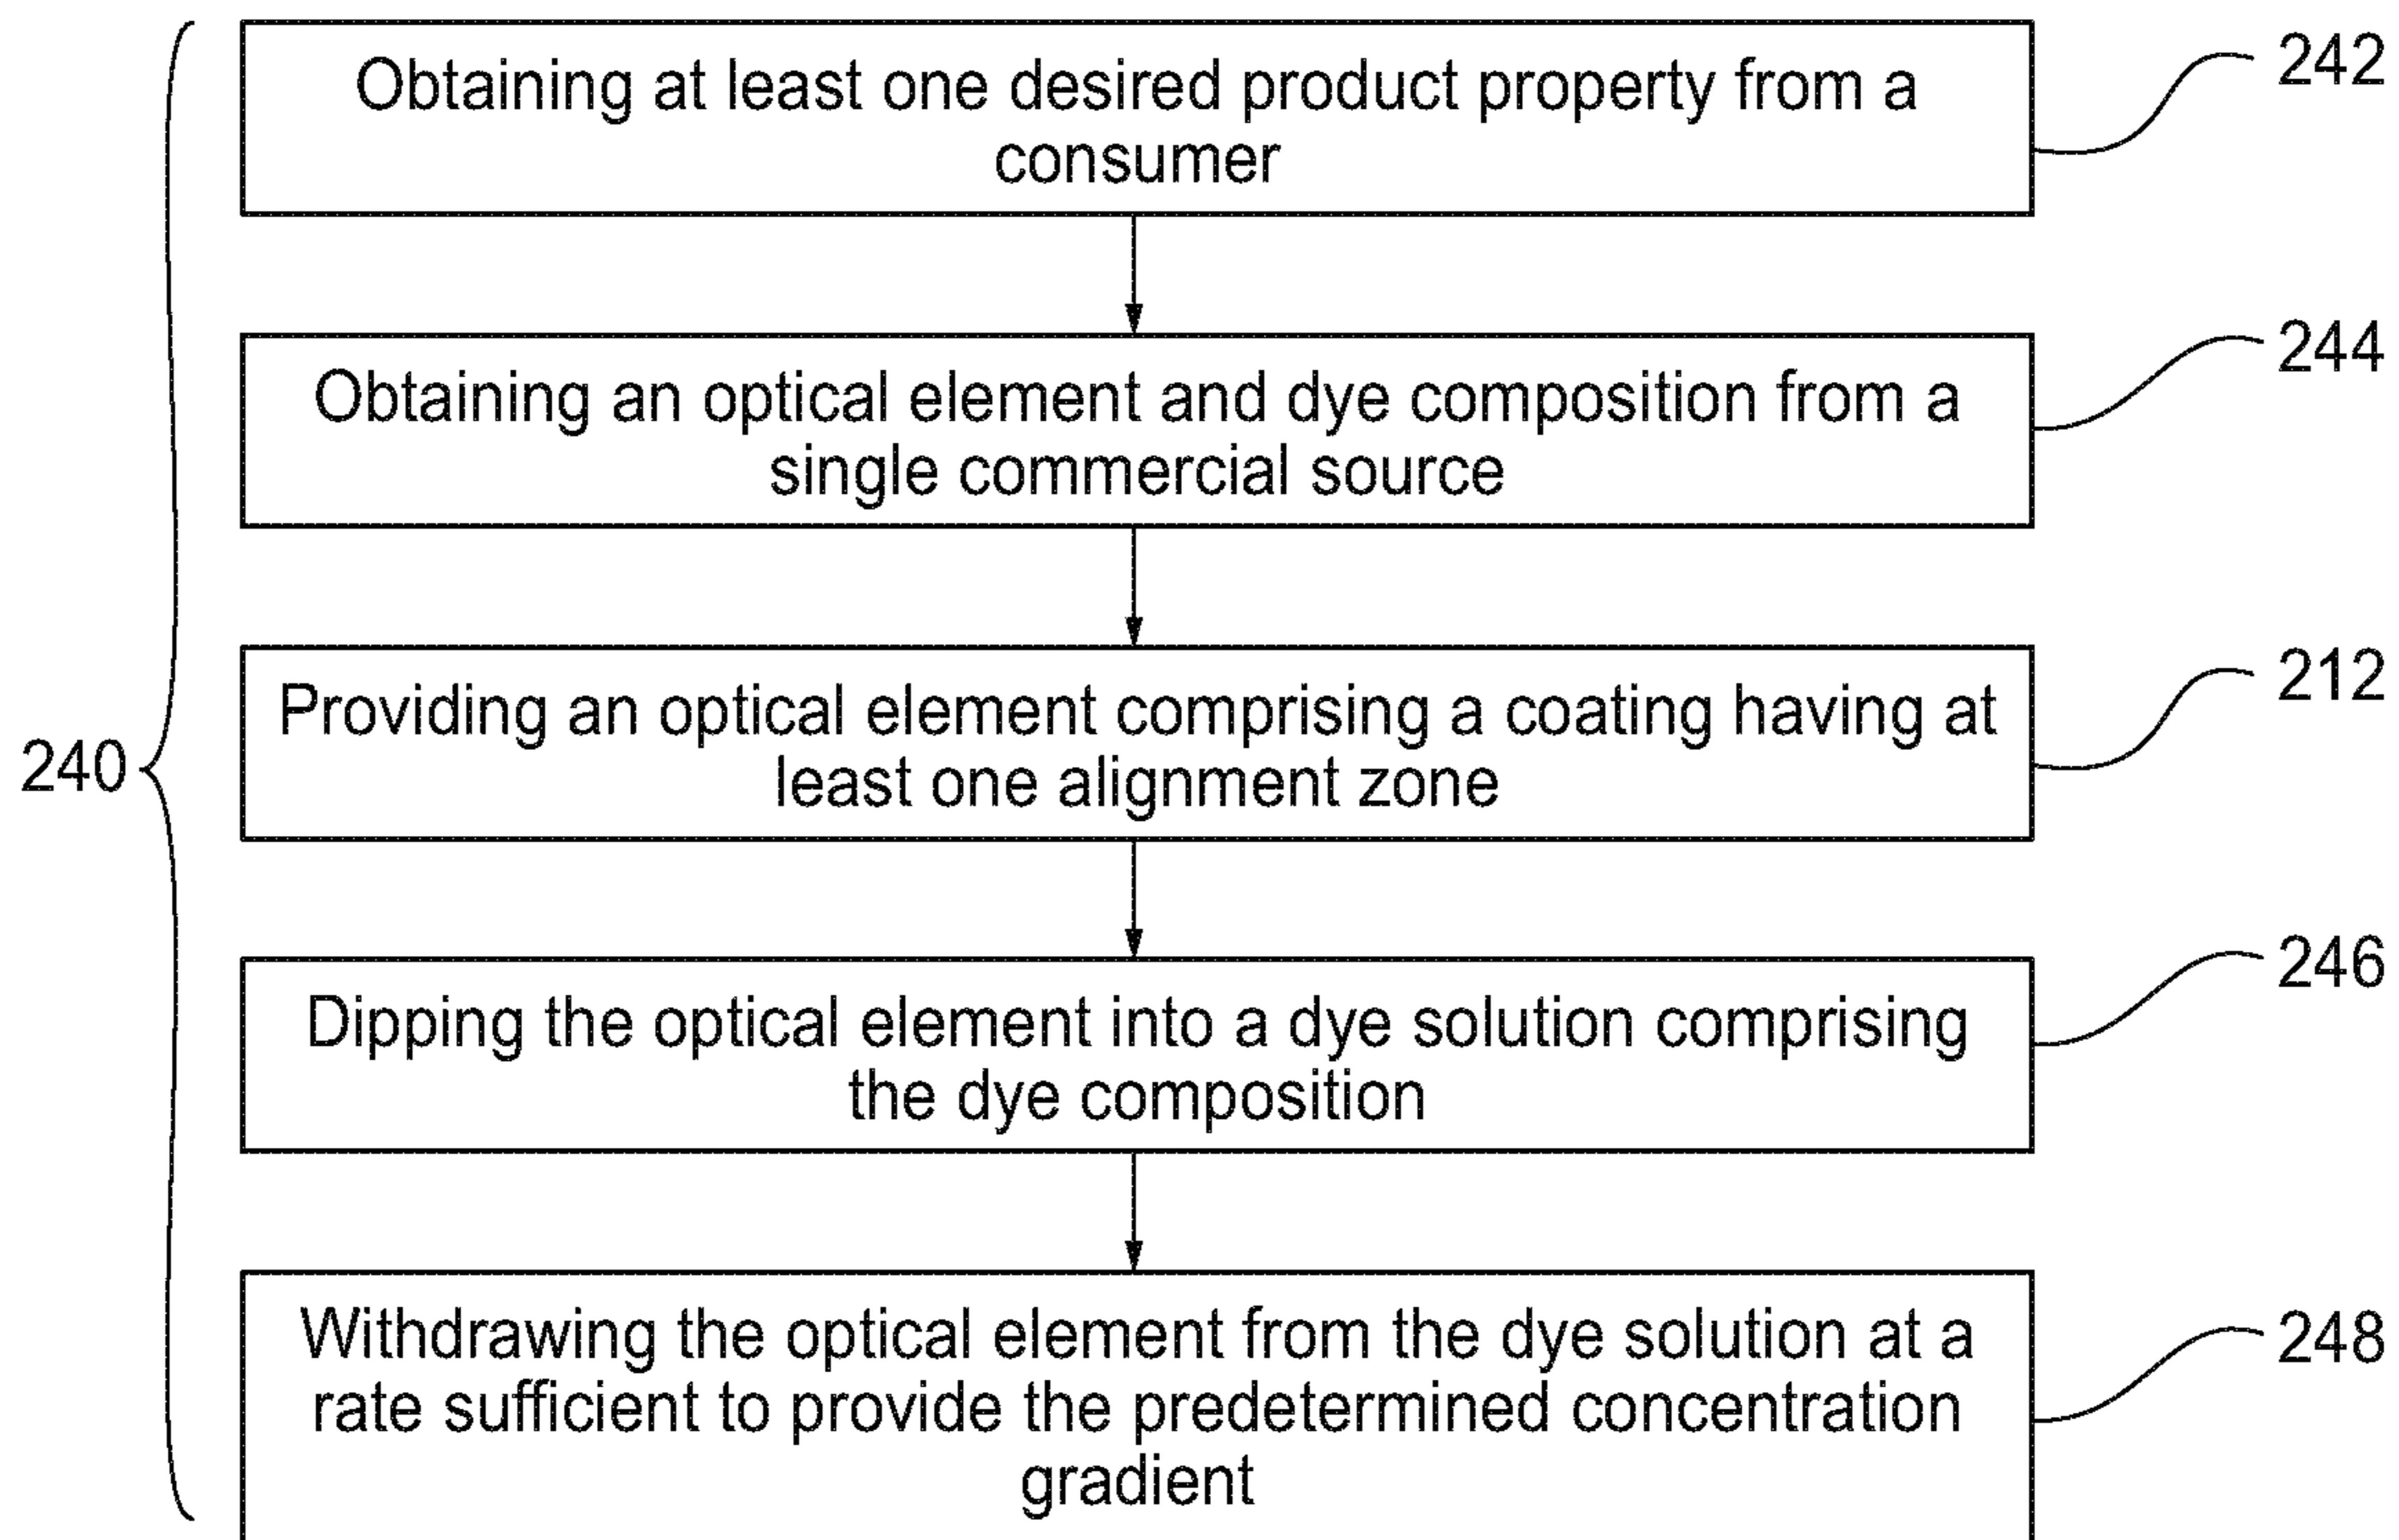 Obtaining at least one desired product property from a
consumer
242
Obtaining an optical element and dye composition from a
single commercial source
244
Providing an optical element comprising a coating having at
least one alignment zone
212
240
Dipping the optical element into a dye solution comprising
the dye composition
246
Withdrawing the optical element from the dye solution at a
rate sufficient to provide the predetermined concentration
gradient
248